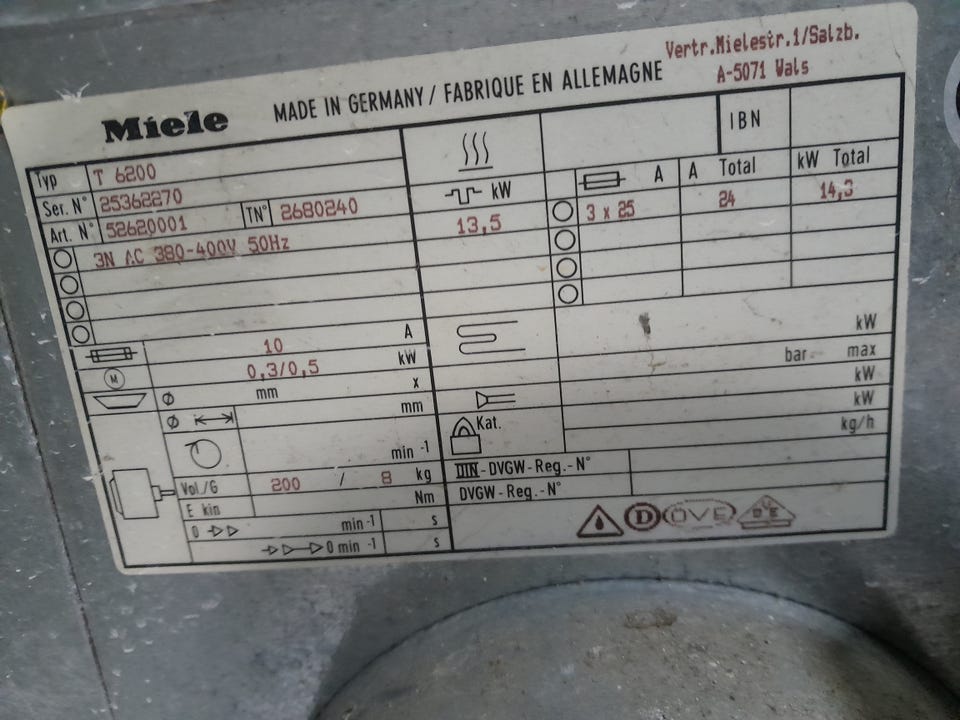 Vertr.Mielestr.1/Salzb.
Miele MADE IN GERMANY / FABRIQUE EN ALLEMAGNE A-5071 Wals
IBN
Typ T 6200
A A Total kW Total
Ser. N° 25362270 kW
Art. N° 52620001 TN° 2680240 13,5 3 x 25 24 14,3
3N AC 380-400V 50Hz
10 A kW
M 0,3/0,5 kW bar max
Ø mm x kW
Ø mm kW
Kat. kg/h
min -1
Vol./G 200 / 8 kg DIN-DVGW-Reg.-N°
E kin Nm DVGW-Reg.-N°
0 min -1 s D ÖVE
0 min -1 s